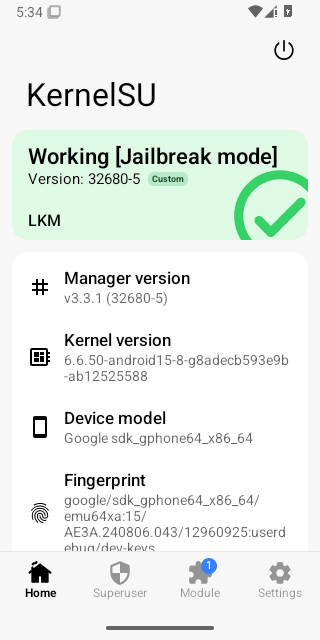 5:34
KernelSU
Working [Jailbreak mode]
Version: 32680-5 Custom
LKM
Manager version
v3.3.1 (32680-5)
Kernel version
6.6.50-android15-8-g8adecb593e9b
-ab12525588
Device model
Google sdk_gphone64_x86_64
Fingerprint
google/sdk_gphone64_x86_64/
emu64xa:15/
AE3A.240806.043/12960925:userd
ebug/dev-keys
1
Home Superuser Module Settings